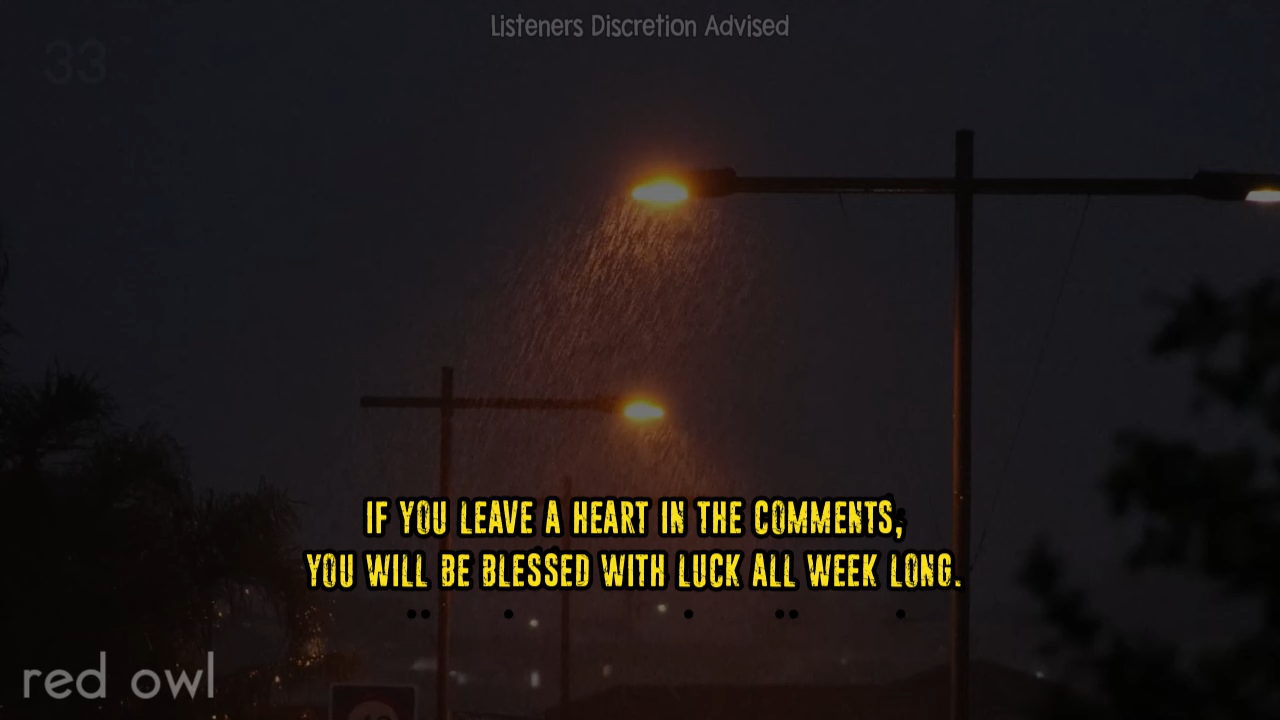 Listeners Discretion Advised
33
IF YOU LEAVE A HEART IN THE COMMENTS,
YOU WILL BE BLESSED WITH LUCK ALL WEEK LONG.
red owl